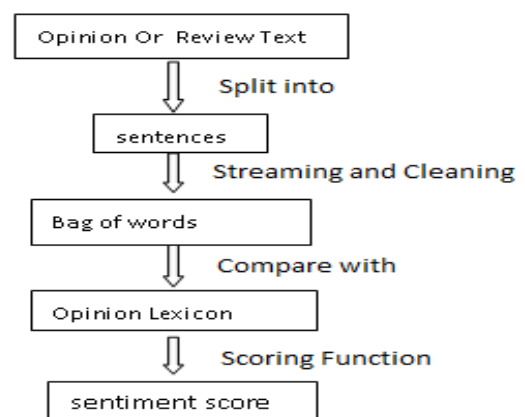 Opinion Or Review Text
Split into
sentences
Streaming and Cleaning
Bag of words
Compare with
Opinion Lexicon
Scoring Function
sentiment score